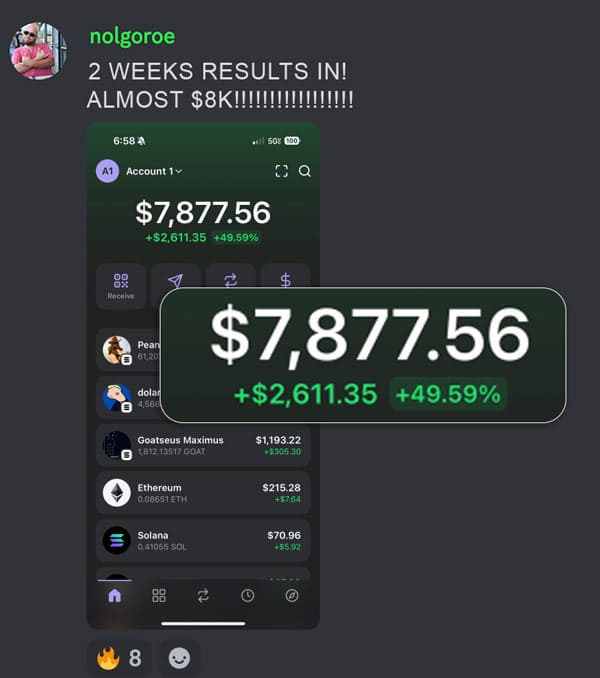 nolgoroe
2 WEEKS RESULTS IN!
ALMOST $8K!!!!!!!!!!!!!!!!!
6:58
5G 100
A1 Account 1
$7,877.56
+$2,611.35 +49.59%
Receive
$
$7,877.56
+$2,611.35 +49.59%
Pean
61,20
dolar
4,566
Goatseus Maximus $1,193.22
1,812.13517 GOAT +$305.30
Ethereum $215.28
0.08651 ETH +$7.64
Solana $70.96
0.41055 SOL +$5.92
8